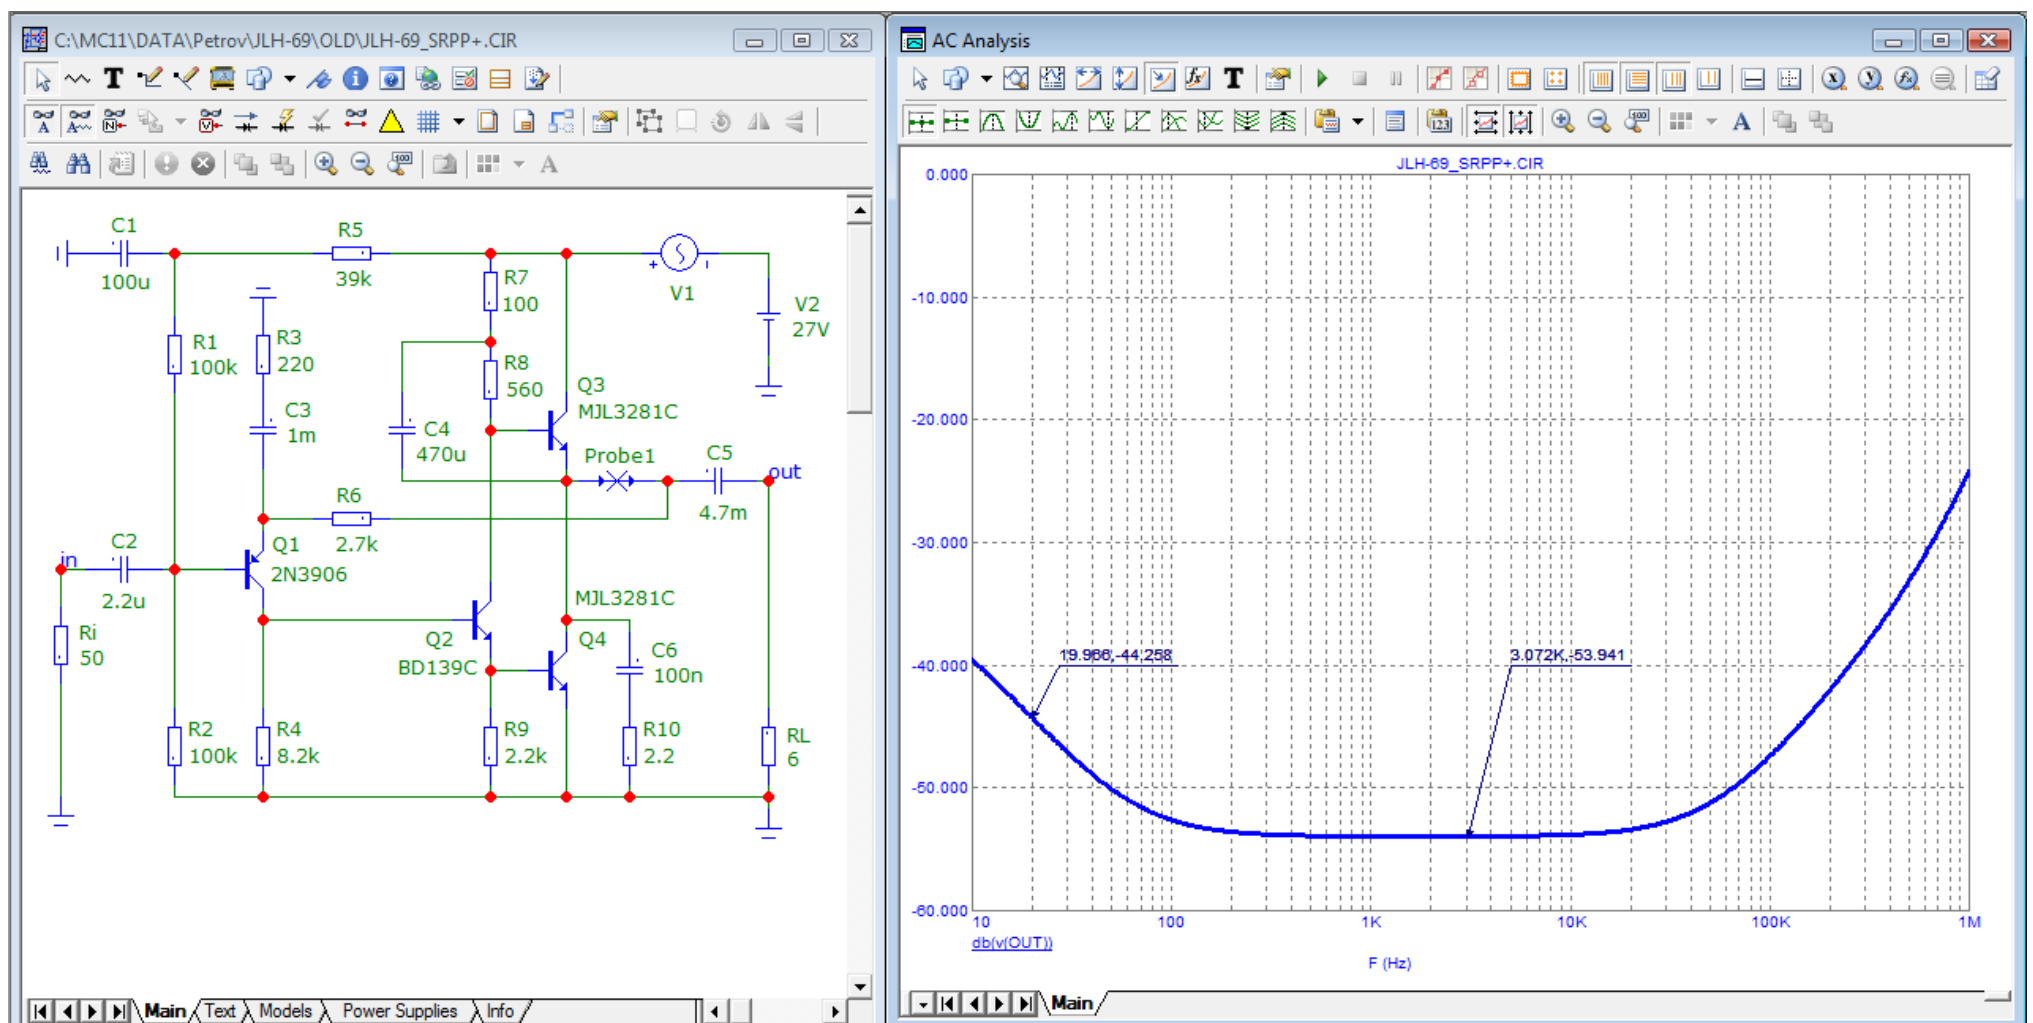 C:\MC11\DATA\Petrov\JLH-69\OLD\JLH-69_SRPP+.CIR
C1
100u
R5
39k
V1
V2
27V
R7
100
R1
100k
R3
220
R8
560
Q3
MJL3281C
C3
1m
C4
470u
Probe1
C5
out
4.7m
R6
2.7k
in
C2
2.2u
Q1
2N3906
MJL3281C
Q4
Ri
50
Q2
BD139C
C6
100n
R2
100k
R4
8.2k
R9
2.2k
R10
2.2
RL
6
Main
Text
Models
Power Supplies
Info
AC Analysis
JLH-69_SRPP+.CIR
0.000
-10.000
-20.000
-30.000
-40.000
-50.000
-60.000
19.966,-44.258
3.072K,-53.941
10
100
1K
10K
100K
1M
db(v(OUT))
F (Hz)
Main